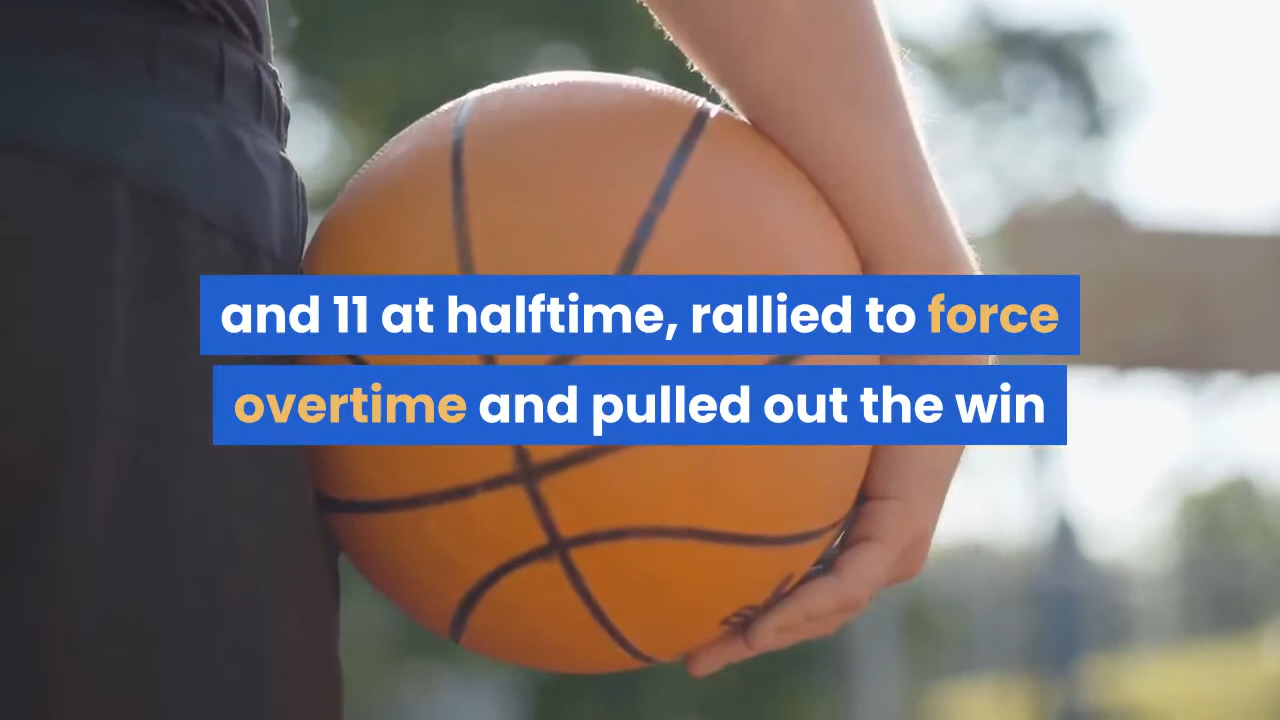 and 11 at halftime, rallied to force
overtime and pulled out the win